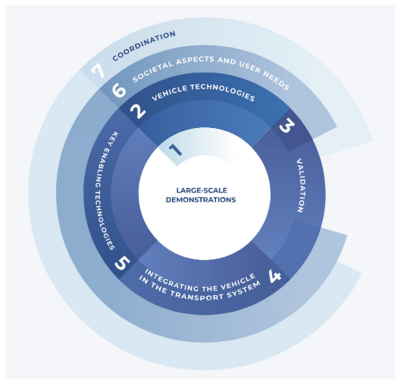 7 COORDINATION
6 SOCIETAL ASPECTS AND USER NEEDS
2 VEHICLE TECHNOLOGIES
3 VALIDATION
1
LARGE-SCALE
DEMONSTRATIONS
5 KEY ENABLING TECHNOLOGIES
4 INTEGRATING THE VEHICLE
IN THE TRANSPORT SYSTEM